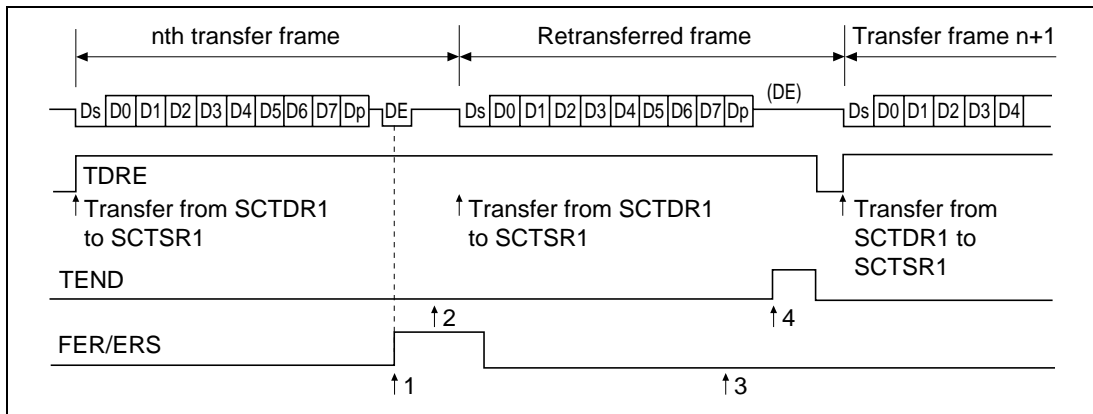 nth transfer frame Retransferred frame Transfer frame n+1
Ds D0 D1 D2 D3 D4 D5 D6 D7 Dp DE Ds D0 D1 D2 D3 D4 D5 D6 D7 Dp (DE) Ds D0 D1 D2 D3 D4
TDRE
Transfer from SCTDR1
to SCTSR1
Transfer from SCTDR1
to SCTSR1
Transfer from
SCTDR1 to
SCTSR1
TEND
2 4
FER/ERS
1 3